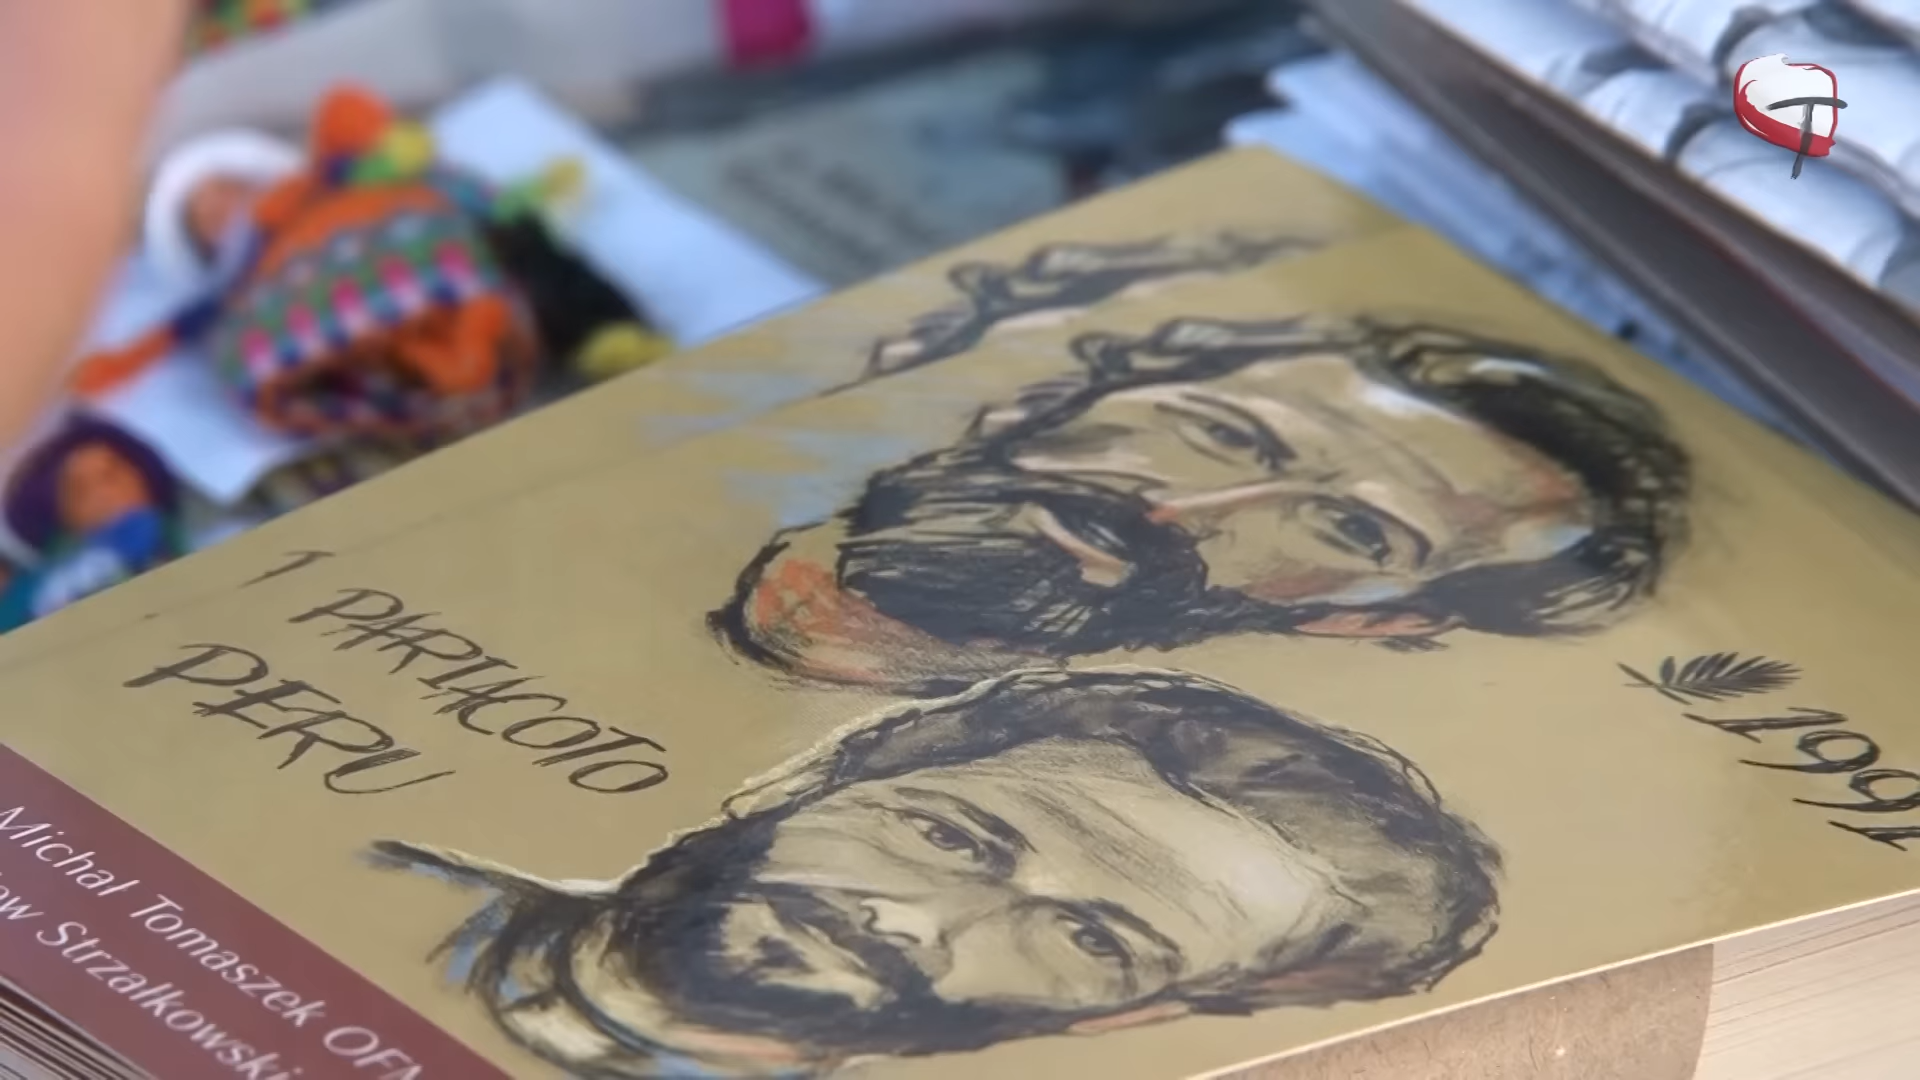 PARIACOTO
PERU
1991
Michał Tomaszek OFM
Strzałkowski